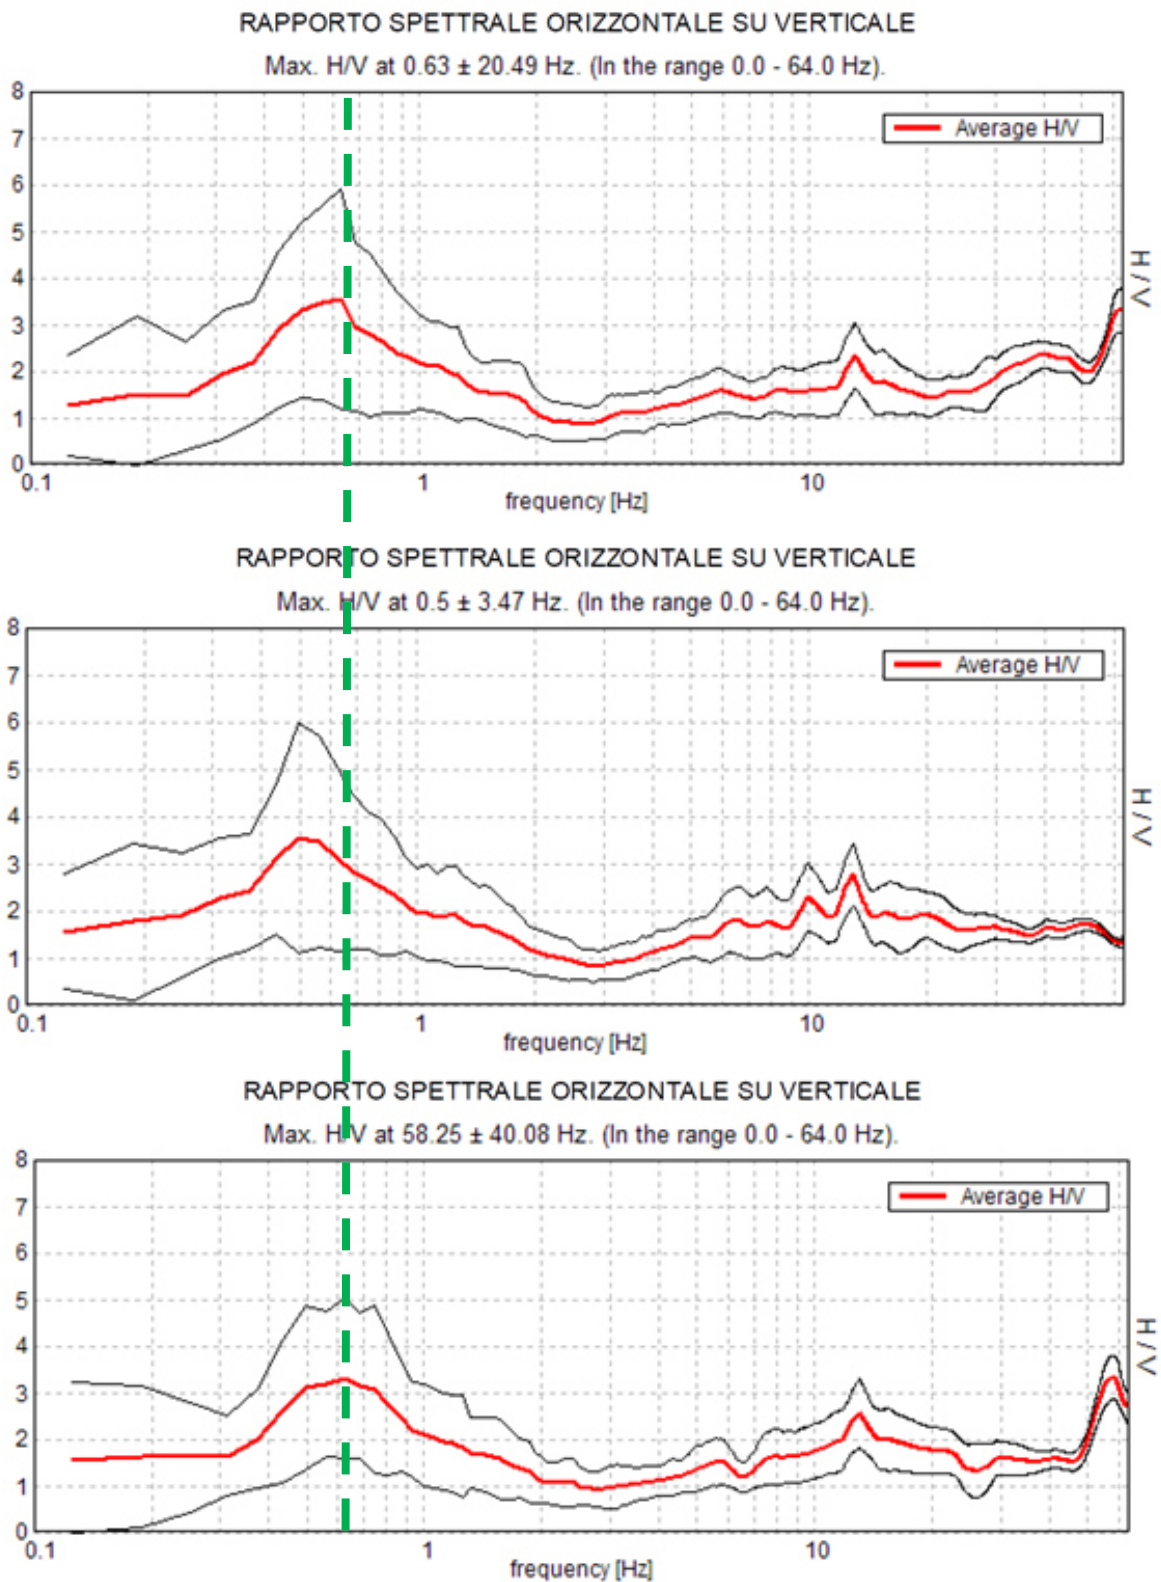 RAPPORTO SPETTRALE ORIZZONTALE SU VERTICALE
Max. H/V at 0.63 ± 20.49 Hz. (In the range 0.0 - 64.0 Hz).
8
Average H/V
7
6
5
H/V
4
3
2
1
0
0.1 1 10
frequency [Hz]
RAPPORTO SPETTRALE ORIZZONTALE SU VERTICALE
Max. H/V at 0.5 ± 3.47 Hz. (In the range 0.0 - 64.0 Hz).
8
Average H/V
7
6
5
H/V
4
3
2
1
0
0.1 1 10
frequency [Hz]
RAPPORTO SPETTRALE ORIZZONTALE SU VERTICALE
Max. H/V at 58.25 ± 40.08 Hz. (In the range 0.0 - 64.0 Hz).
8
Average H/V
7
6
5
H/V
4
3
2
1
0
0.1 1 10
frequency [Hz]